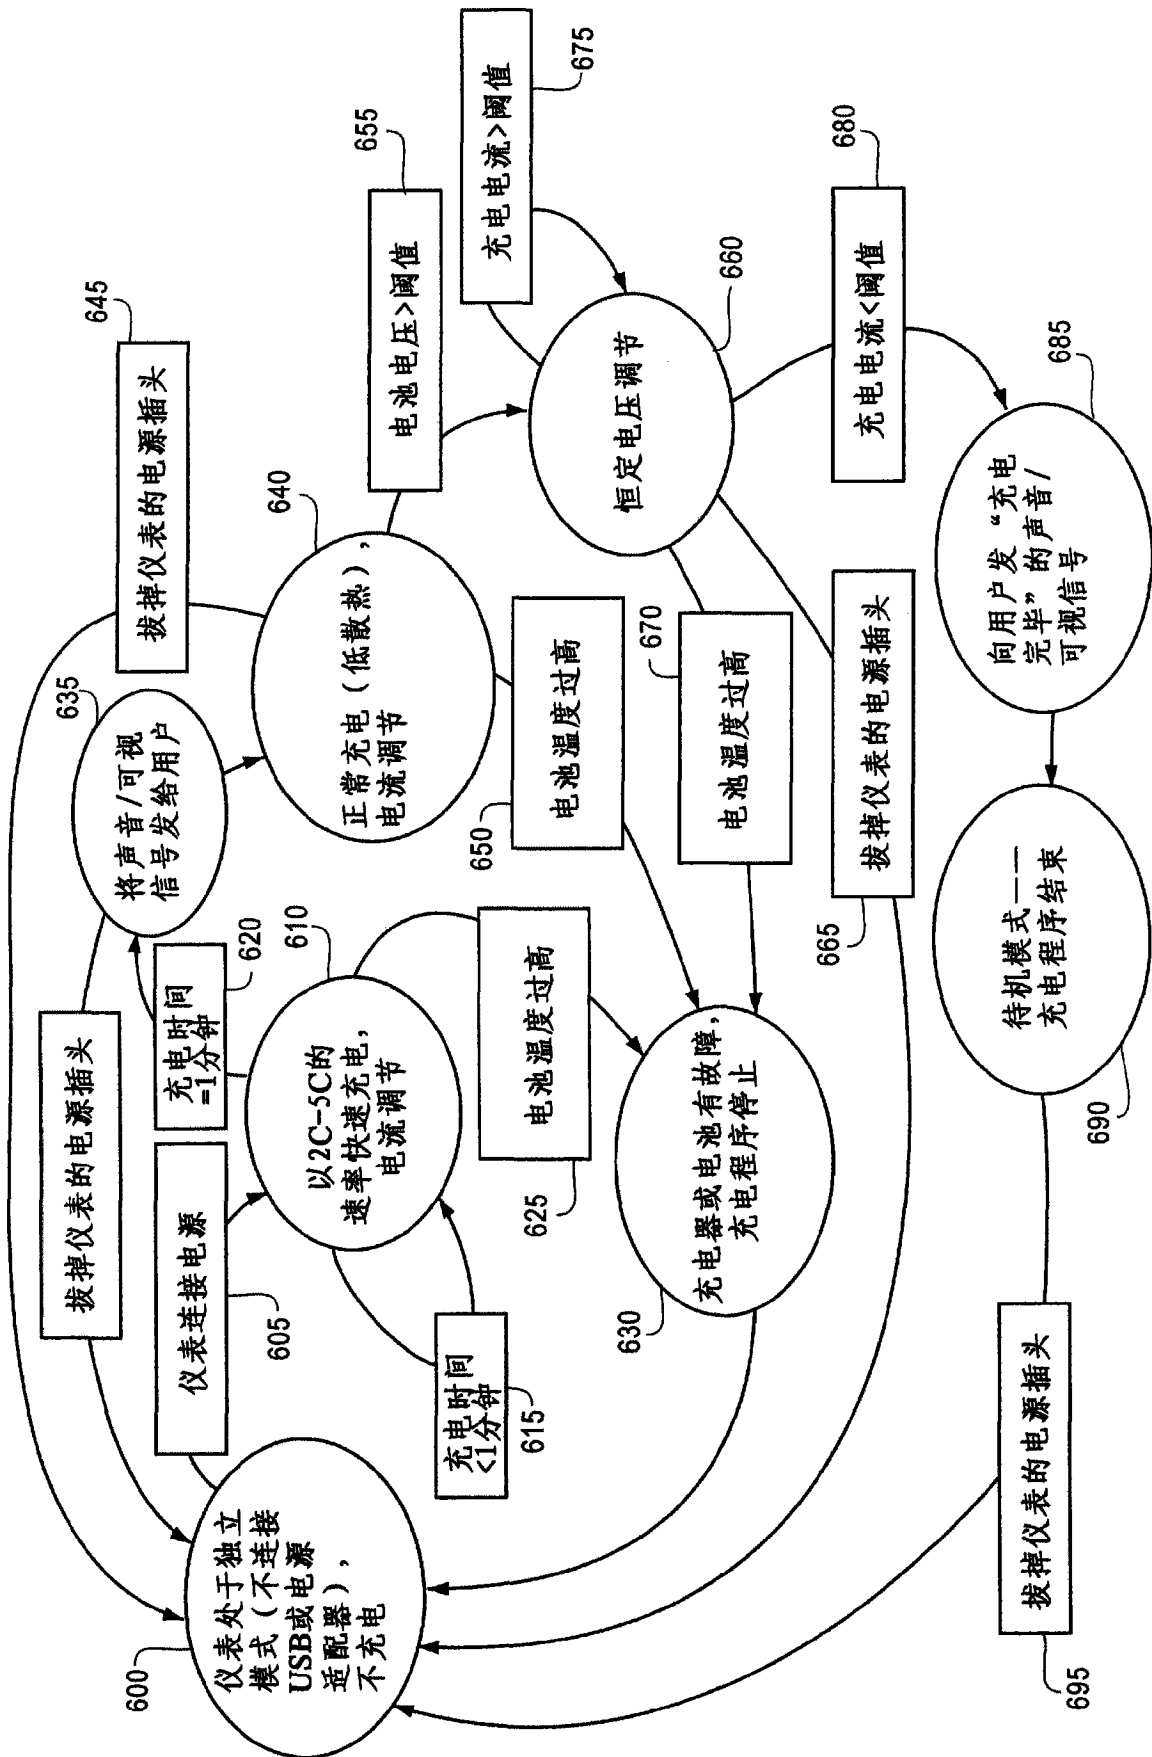 仪表处于独立
模式（不连接
USB或电源
适配器），
不充电
600
仪表连接电源
605
拔掉仪表的电源插头
充电时间
=1分钟
620
以2C-5C的
速率快速充电，
电流调节
610
充电时间
<1分钟
615
电池温度过高
625
充电器或电池有故障，
充电程序停止
630
将声音/可视
信号发给用户
635
正常充电（低散热），
电流调节
640
拔掉仪表的电源插头
645
电池温度过高
650
电池电压>阈值
655
恒定电压调节
660
拔掉仪表的电源插头
665
电池温度过高
670
充电电流>阈值
675
充电电流<阈值
680
向用户发“充电
完毕”的声音/
可视信号
685
待机模式——
充电程序结束
690
拔掉仪表的电源插头
695